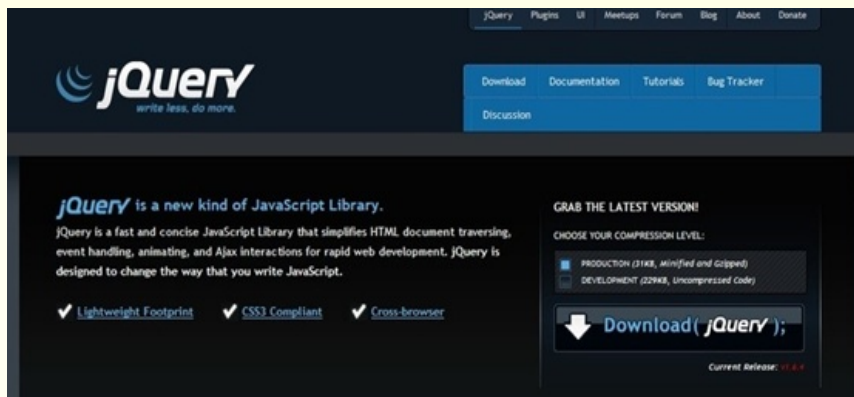 jQuery Plugins UI Meetups Forum Blog About Donate
jQuery
write less, do more.
Download Documentation Tutorials Bug Tracker
Discussion
jQuery is a new kind of JavaScript Library.
jQuery is a fast and concise JavaScript Library that simplifies HTML document traversing,
event handling, animating, and Ajax interactions for rapid web development. jQuery is
designed to change the way that you write JavaScript.
Lightweight Footprint CSS3 Compliant Cross-browser
GRAB THE LATEST VERSION!
CHOOSE YOUR COMPRESSION LEVEL:
PRODUCTION (31KB, Minified and Gzipped)
DEVELOPMENT (229KB, Uncompressed Code)
Download( jQuery );
Current Release: v1.6.4